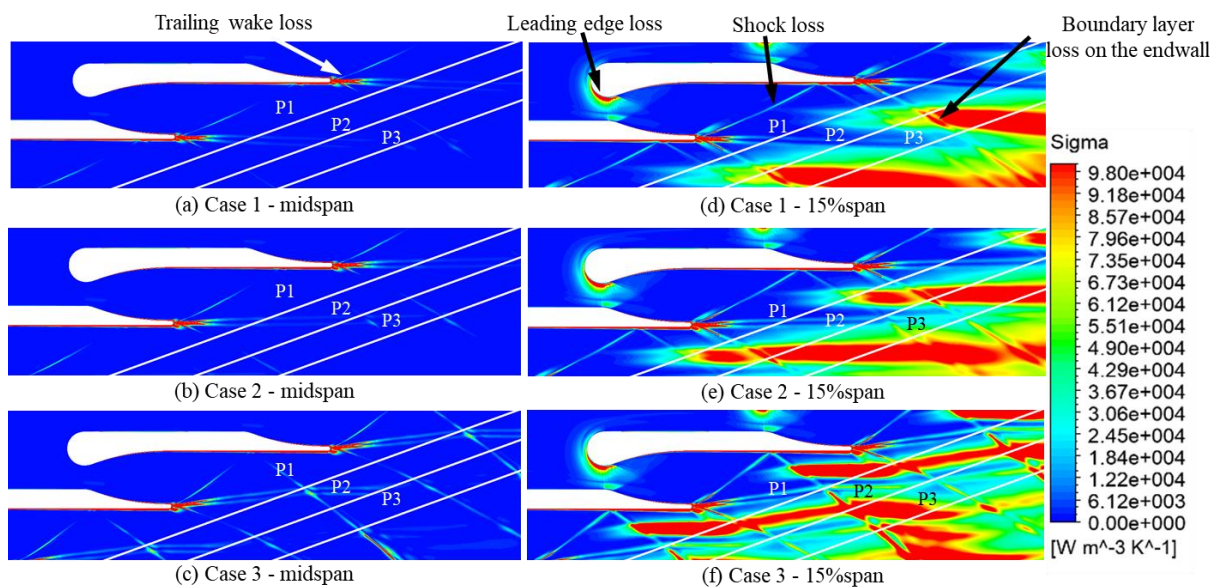 Trailing wake loss
Leading edge loss
Shock loss
Boundary layer
loss on the endwall
P1
P2
P3
(a) Case 1 - midspan
P1
P2
P3
(d) Case 1 - 15%span
P1
P2
P3
(b) Case 2 - midspan
P1
P2
P3
(e) Case 2 - 15%span
P1
P2
P3
(c) Case 3 - midspan
P1
P2
P3
(f) Case 3 - 15%span
Sigma
9.80e+004
9.18e+004
8.57e+004
7.96e+004
7.35e+004
6.73e+004
6.12e+004
5.51e+004
4.90e+004
4.29e+004
3.67e+004
3.06e+004
2.45e+004
1.84e+004
1.22e+004
6.12e+003
0.00e+000
[W m^-3 K^-1]